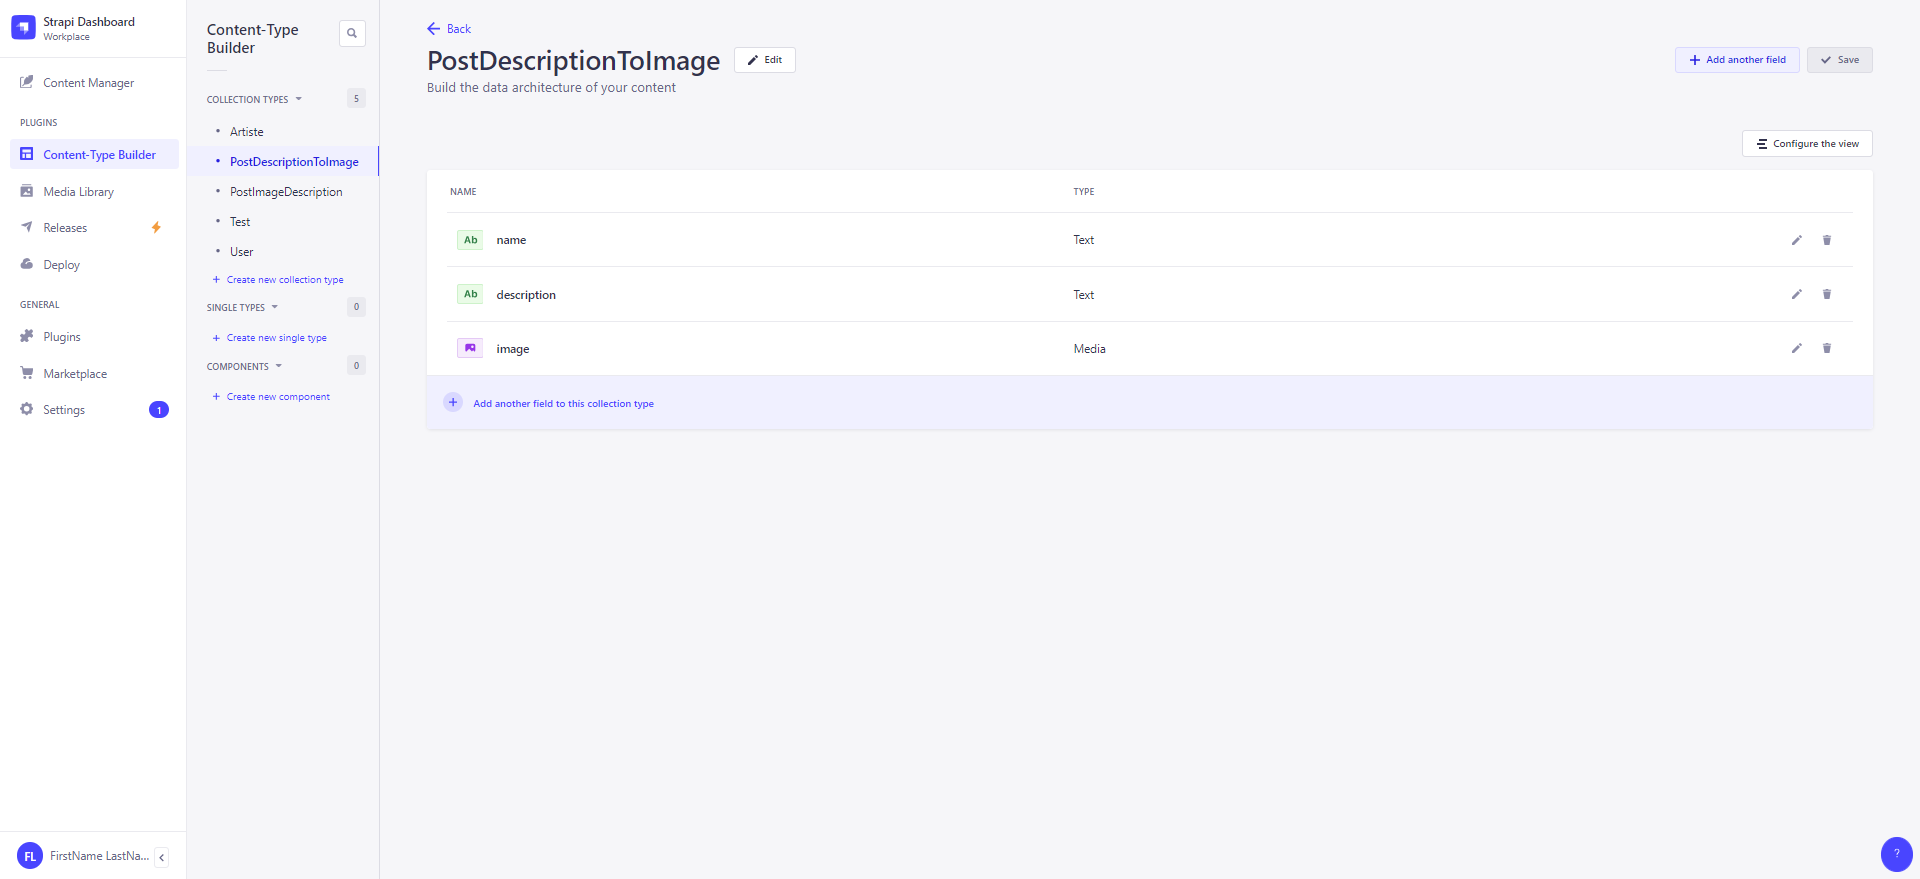 Strapi Dashboard
Workplace
Content Manager
PLUGINS
Content-Type Builder
Media Library
Releases
Deploy
GENERAL
Plugins
Marketplace
Settings
1
FL
FirstName LastNa...
Content-Type
Builder
COLLECTION TYPES
5
Artiste
PostDescriptionToImage
PostImageDescription
Test
User
+ Create new collection type
SINGLE TYPES
0
+ Create new single type
COMPONENTS
0
+ Create new component
Back
PostDescriptionToImage
Edit
Build the data architecture of your content
Add another field
Save
Configure the view
NAME
TYPE
Ab name
Text
Ab description
Text
image
Media
Add another field to this collection type
?